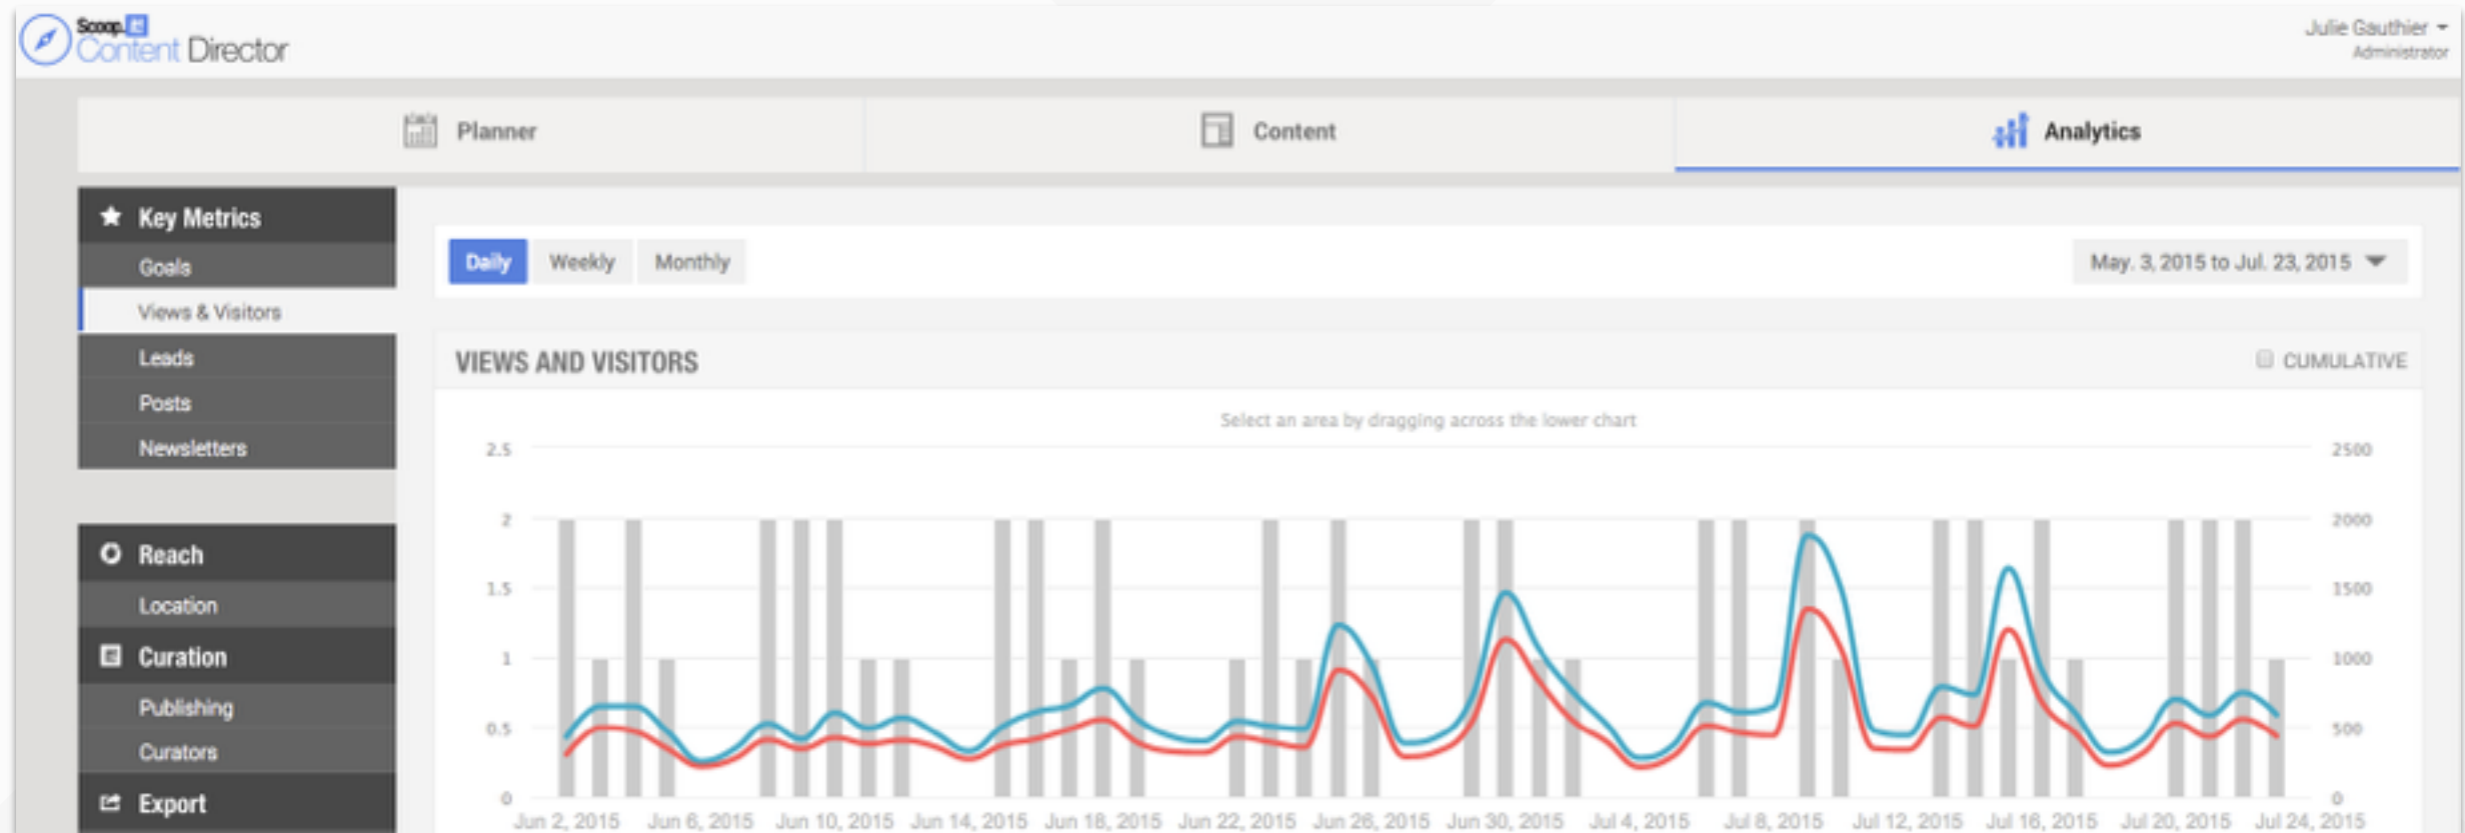 Scoop.it
Content Director
Julie Gauthier
Administrator
Planner
Content
Analytics
Key Metrics
Goals
Views & Visitors
Leads
Posts
Newsletters
Reach
Location
Curation
Publishing
Curators
Export
Daily
Weekly
Monthly
May. 3, 2015 to Jul. 23, 2015
VIEWS AND VISITORS
CUMULATIVE
Select an area by dragging across the lower chart
2.5
2
1.5
1
0.5
0
2500
2000
1500
1000
500
0
Jun 2, 2015
Jun 6, 2015
Jun 10, 2015
Jun 14, 2015
Jun 18, 2015
Jun 22, 2015
Jun 26, 2015
Jun 30, 2015
Jul 4, 2015
Jul 8, 2015
Jul 12, 2015
Jul 16, 2015
Jul 20, 2015
Jul 24, 2015